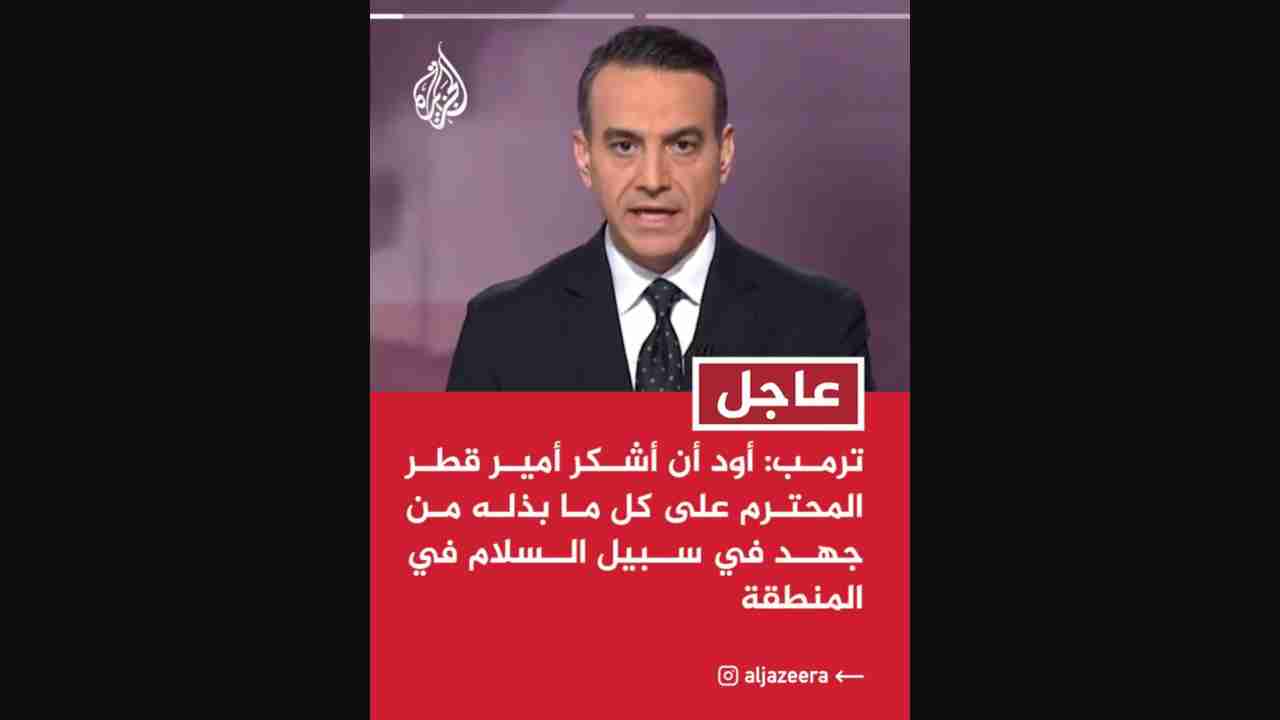 الجزيرة
عاجل
ترمب: أود أن أشكر أمير قطر
المحترم على كل ما بذله من
جهد في سبيل السلام في
المنطقة
aljazeera